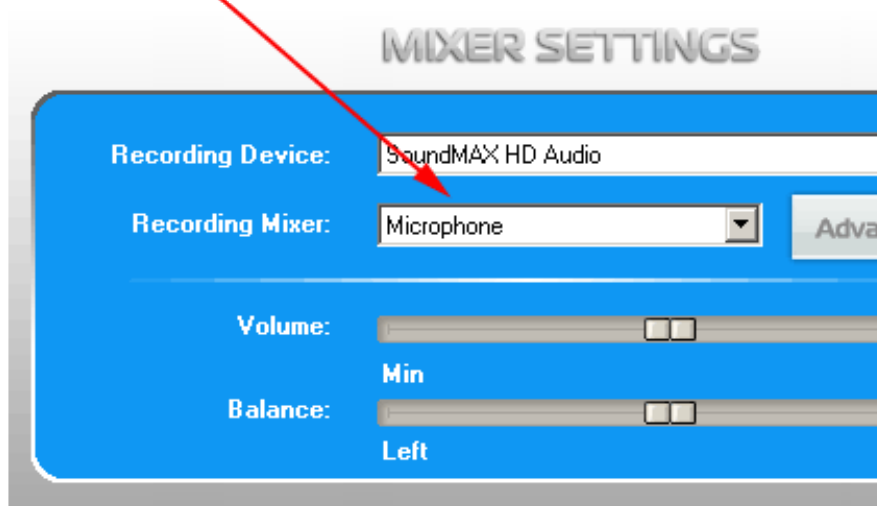 MIXER SETTINGS
Recording Device: SoundMAX HD Audio
Recording Mixer: Microphone
Volume:
Min
Balance:
Left